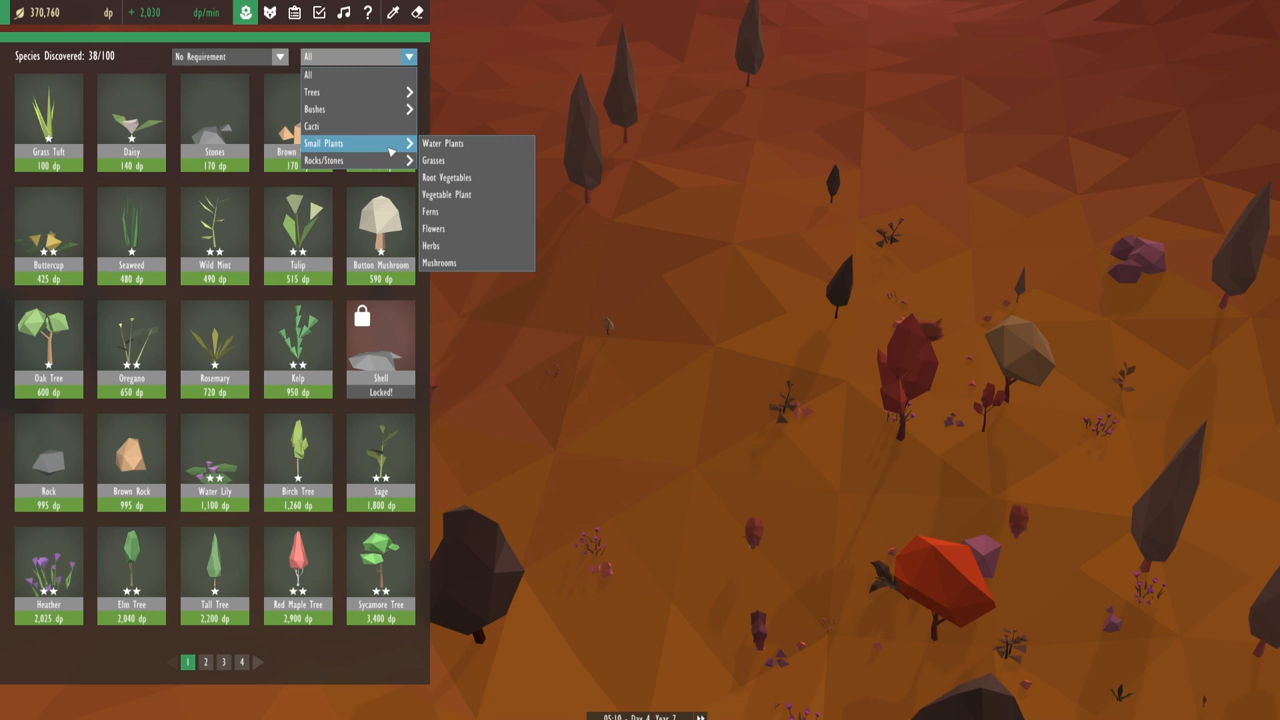 370,760 dp + 2,030 dp/min ?
Species Discovered: 38/100
No Requirement
All
All
Trees
Bushes
Cacti
Small Plants
Rocks/Stones
Water Plants
Grasses
Root Vegetables
Vegetable Plant
Ferns
Flowers
Herbs
Mushrooms
Grass Tuft
100 dp
Daisy
140 dp
Stones
170 dp
Brown
170
Buttercup
425 dp
Seaweed
480 dp
Wild Mint
490 dp
Tulip
515 dp
Button Mushroom
590 dp
Oak Tree
600 dp
Oregano
650 dp
Rosemary
720 dp
Kelp
950 dp
Shell
Locked!
Rock
995 dp
Brown Rock
995 dp
Water Lily
1,100 dp
Birch Tree
1,260 dp
Sage
1,800 dp
Heather
2,025 dp
Elm Tree
2,040 dp
Tall Tree
2,200 dp
Red Maple Tree
2,900 dp
Sycamore Tree
3,400 dp
1 2 3 4
05:10 - Day 4, Year 7